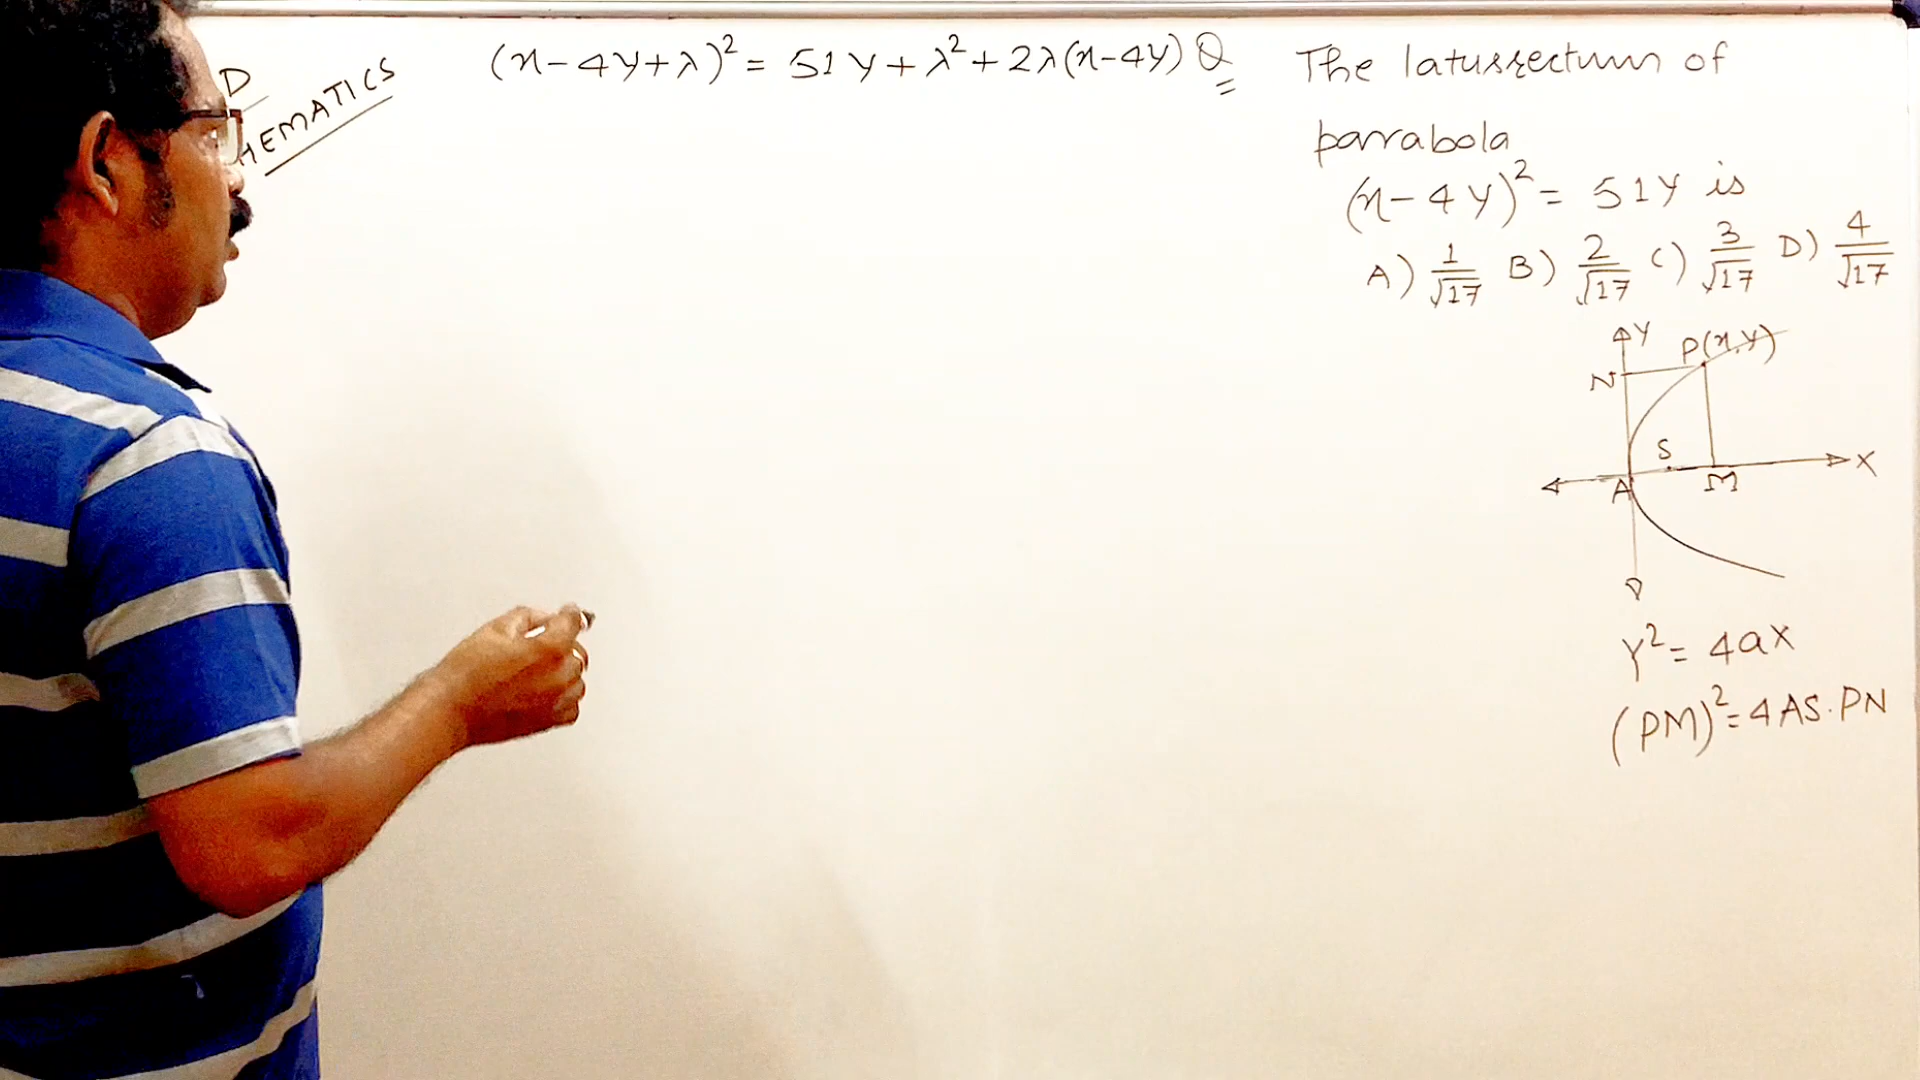 D
HEMATICS
(x-4y+λ)² = 51y+λ²+2λ(x-4y)
Q The latusrectum of
parrabola
(x-4y)² = 51y is
A) 1/√17 B) 2/√17 C) 3/√17 D) 4/√17
Y
P(x,y)
N
S
X
A
M
Y² = 4ax
(PM)² = 4AS.PN